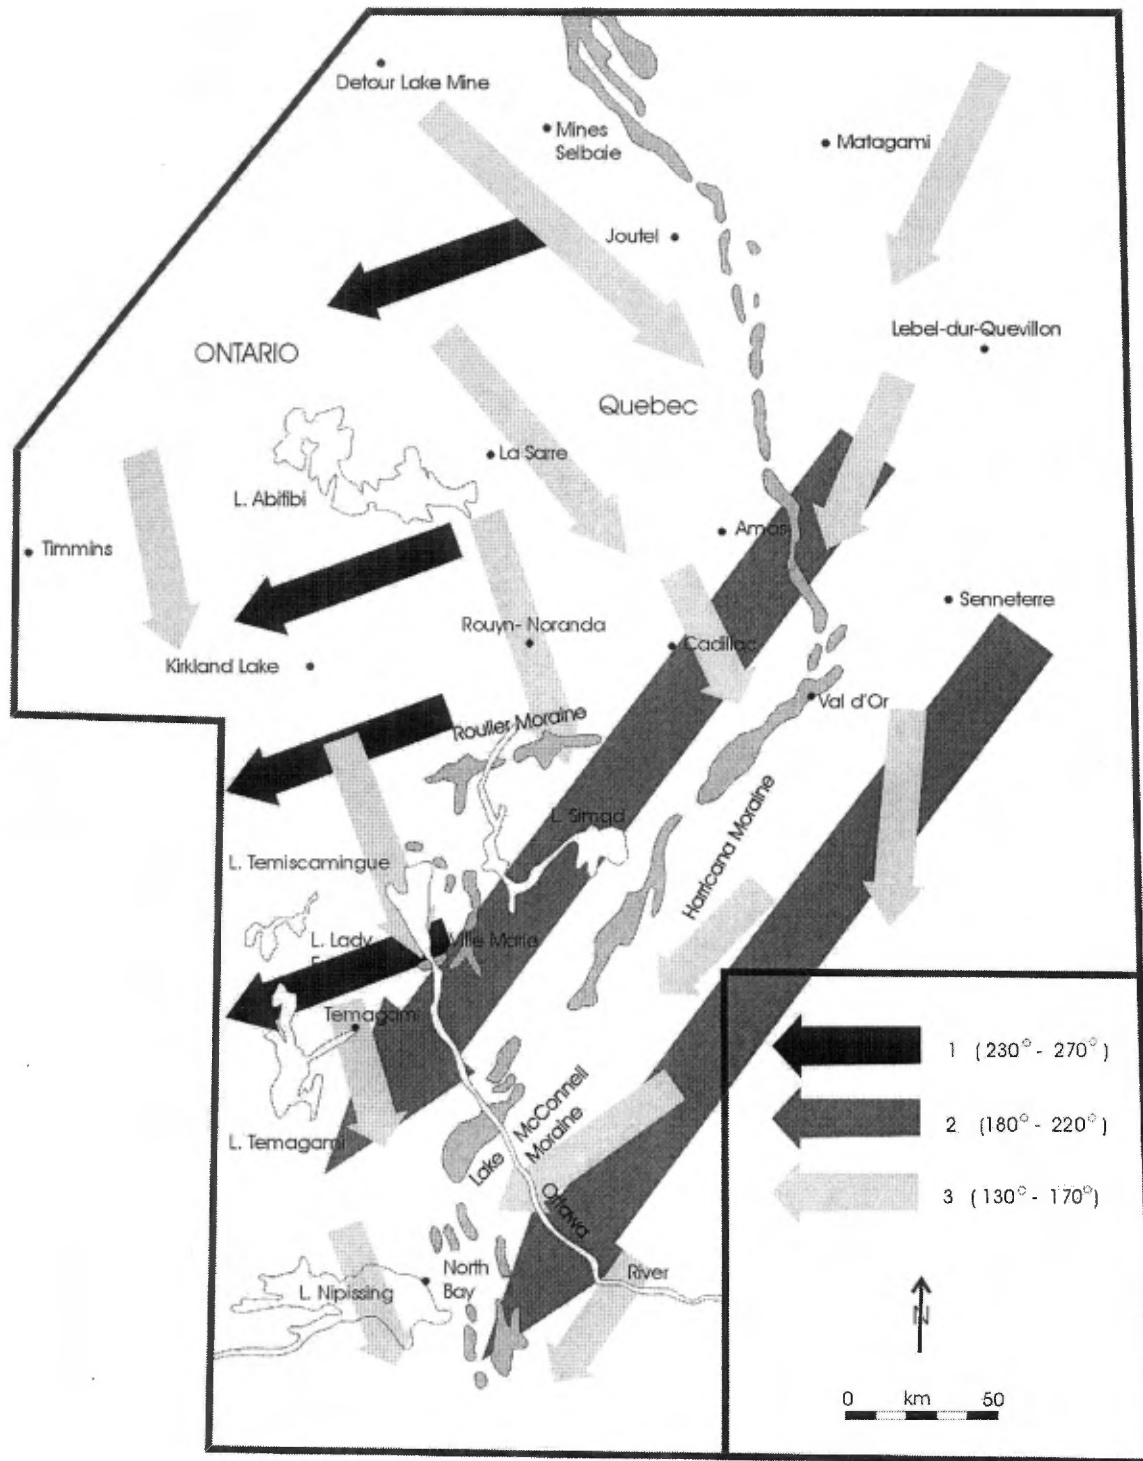 Detour Lake Mine
Mines
Selbaie
Matagami
Joutel
Lebel-dur-Quevillon
ONTARIO
Quebec
La Sarre
L. Abitibi
Amos
Timmins
Senneterre
Rouyn- Noranda
Cadillac
Kirkland Lake
Val d'Or
Roulier Moraine
L. Simard
L. Temiscamingue
Harricana Moraine
L. Lady
Ville Marie
Temagami
1 (230° - 270°)
Lake McConnell
Moraine
2 (180° - 220°)
L. Temagami
3 (130° - 170°)
Ottawa
River
North
Bay
L. Nipissing
N
0 km 50